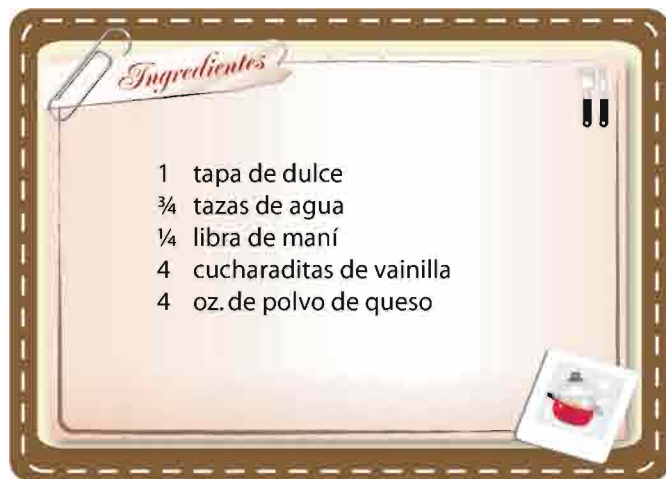 Ingredientes
1 tapa de dulce
¾ tazas de agua
¼ libra de maní
4 cucharaditas de vainilla
4 oz. de polvo de queso